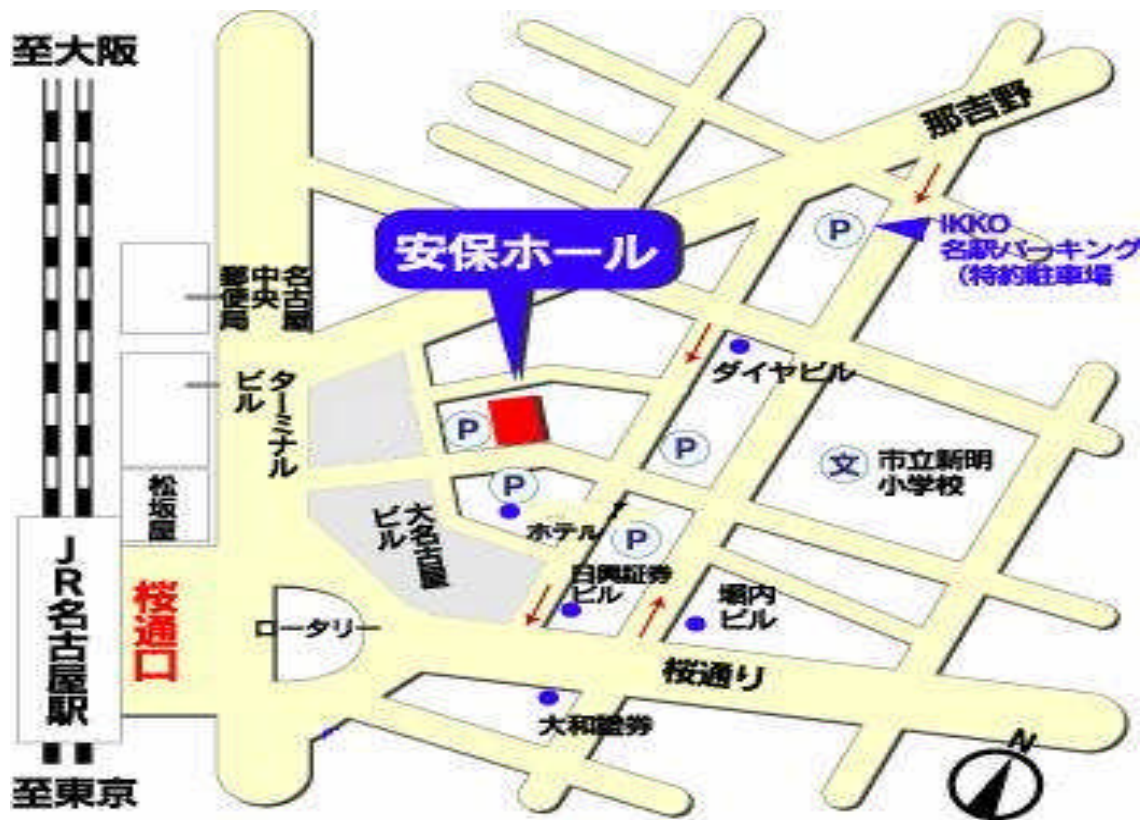 至大阪
那吉野
P
IKKO
名駅パーキング
(特約駐車場
安保ホール
名古屋
中央
郵便局
ダイヤビル
ターミナル
ビル
P
P
文
市立新明
小学校
松坂屋
P
大名古屋
ビル
ホテル
P
日興証券
ビル
堀内
ビル
JR名古屋駅
桜通口
ロータリー
桜通り
大和證券
N
至東京